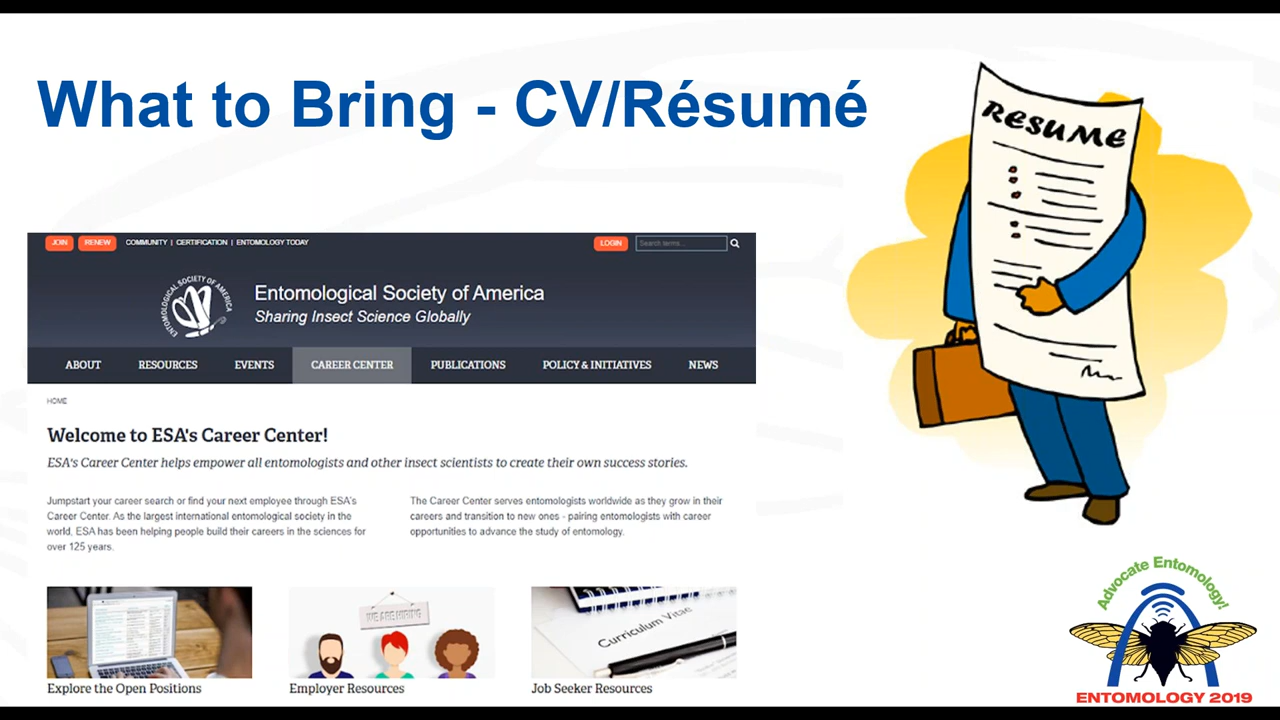 What to Bring - CV/Résumé
RESUME
JOIN RENEW COMMUNITY | CERTIFICATION | ENTOMOLOGY TODAY LOGIN Search terms...
ENTOMOLOGICAL SOCIETY OF AMERICA
Entomological Society of America
Sharing Insect Science Globally
ABOUT RESOURCES EVENTS CAREER CENTER PUBLICATIONS POLICY & INITIATIVES NEWS
HOME
Welcome to ESA's Career Center!
ESA's Career Center helps empower all entomologists and other insect scientists to create their own success stories.
Jumpstart your career search or find your next employee through ESA's
Career Center. As the largest international entomological society in the
world, ESA has been helping people build their careers in the sciences for
over 125 years.
The Career Center serves entomologists worldwide as they grow in their
careers and transition to new ones - pairing entomologists with career
opportunities to advance the study of entomology.
WE ARE HIRING
Curriculum Vitae
Explore the Open Positions
Employer Resources
Job Seeker Resources
Advocate Entomology!
ENTOMOLOGY 2019